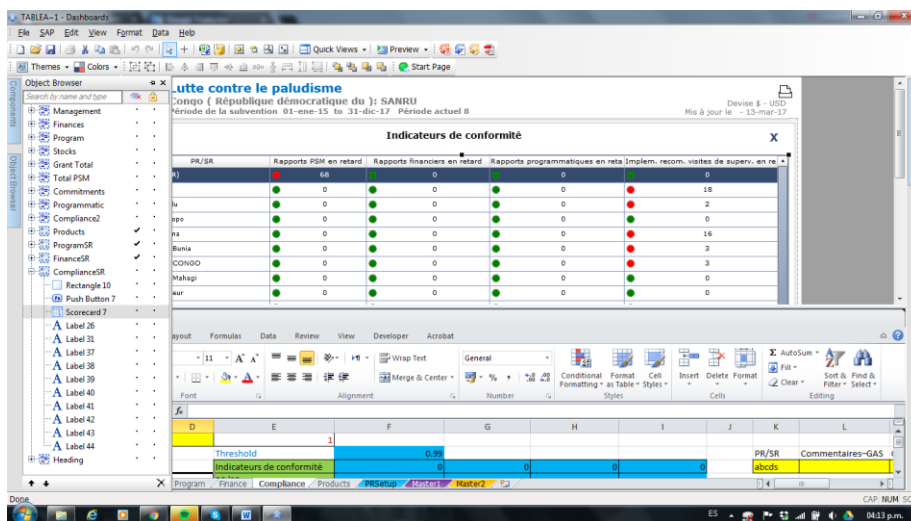 TABLEA~1 - Dashboards
File SAP Edit View Format Data Help
Quick Views Preview
Themes Colors Start Page
Components
Object Browser
Object Browser
Search by name and type
Management
Finances
Program
Stocks
Grant Total
Total PSM
Commitments
Programmatic
Compliance2
Products
ProgramSR
FinanceSR
ComplianceSR
Rectangle 10
Push Button 7
Scorecard 7
Label 26
Label 31
Label 37
Label 38
Label 39
Label 40
Label 41
Label 42
Label 43
Label 44
Heading
Lutte contre le paludisme
Congo ( République démocratique du ): SANRU
Période de la subvention 01-ene-15 to 31-dic-17 Période actuel 8
Devise $ - USD
Mis à jour le - 13-mar-17
Indicateurs de conformité X
PR/SR Rapports PSM en retard Rapports financiers en retard Rapports programmatiques en reta Implem. recom. visites de superv. en re
R) 68 0 0 0
0 0 0 18
lu 0 0 0 2
opo 0 0 0 0
na 0 0 0 16
Bunia 0 0 0 3
CONGO 0 0 0 3
Mahagi 0 0 0 0
eur 0 0 0 0
ayout Formulas Data Review View Developer Acrobat
11 A A Wrap Text General
Merge & Center % ,
Conditional Formatting Format as Table Cell Styles
Insert Delete Format
Σ AutoSum
Fill
Clear
Sort & Filter Find & Select
Font Alignment Number Styles Cells Editing
fx
D E F G H I J K L
1
Threshold 0.99 PR/SR Commentaires-GAS
Indicateurs de conformité 0 0 0 0 abcds
Program Finance Compliance Products PRSetup Master1 Master2
Done CAP NUM SC
ES 04:13 p.m.